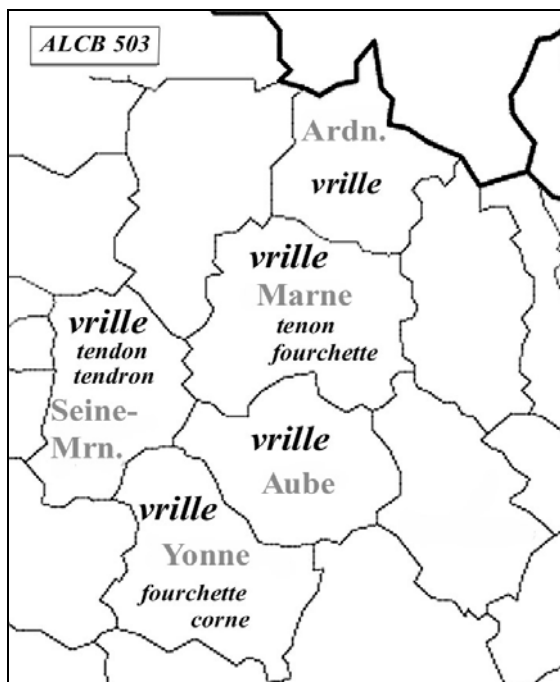 ALCB 503
Ardn.
vrille
vrille
Marne
tenon
fourchette
vrille
tendon
tendron
Seine-
Mrn.
vrille
Aube
vrille
Yonne
fourchette
corne